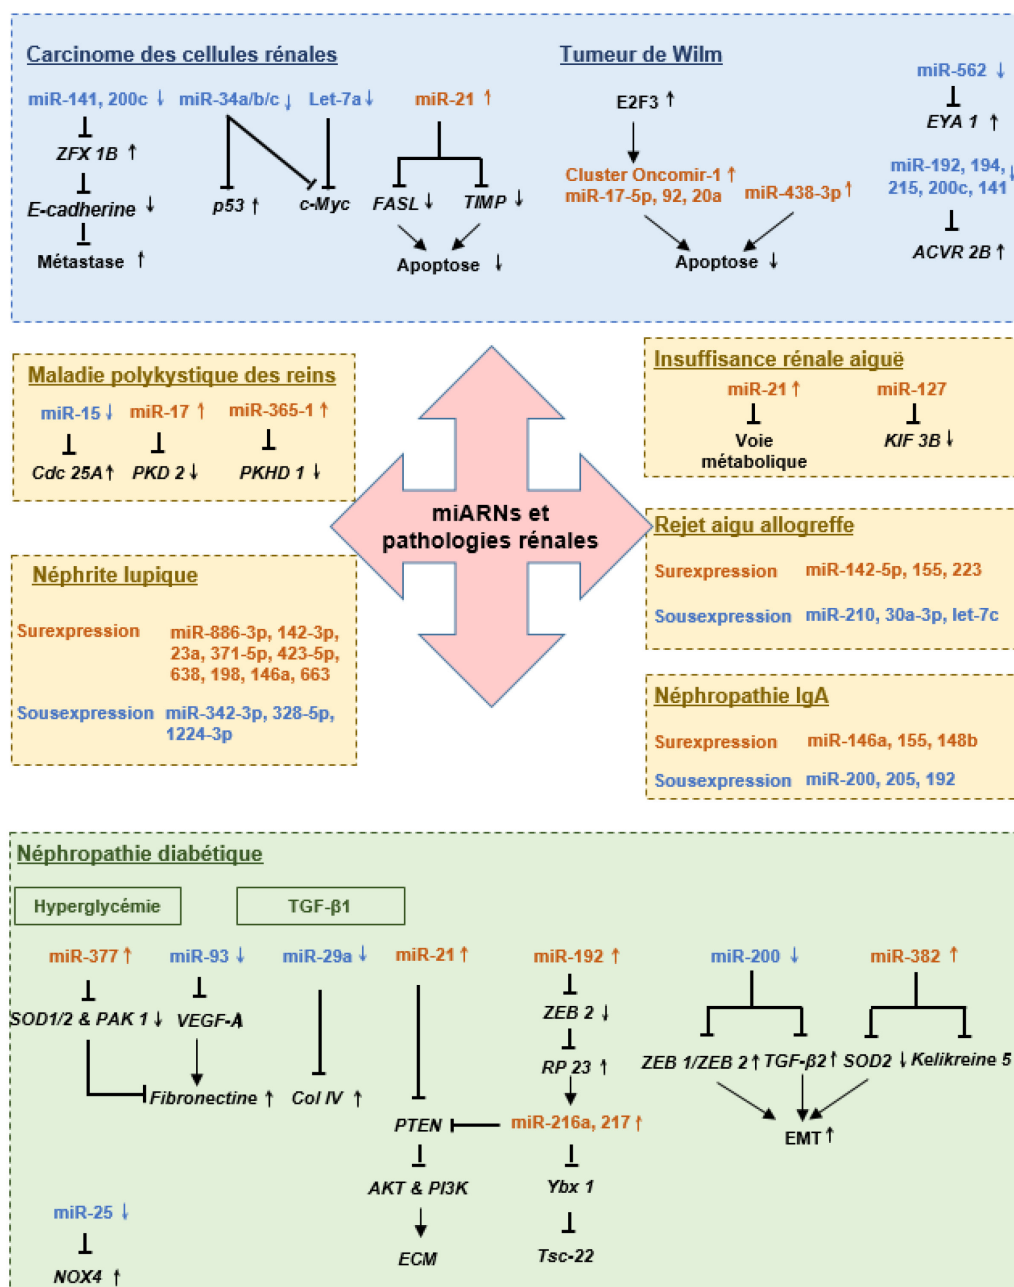 Carcinome des cellules rénales
miR-141, 200c ↓
miR-34a/b/c ↓
Let-7a ↓
miR-21 ↑
ZFX 1B ↑
E-cadherine ↓
Métastase ↑
p53 ↑
c-Myc
FASL ↓
TIMP ↓
Apoptose ↓
Tumeur de Wilm
E2F3 ↑
Cluster Oncomir-1 ↑
miR-17-5p, 92, 20a
miR-438-3p ↑
Apoptose ↓
miR-562 ↓
EYA 1 ↑
miR-192, 194, ↓
215, 200c, 141
ACVR 2B ↑
Maladie polykystique des reins
miR-15 ↓
miR-17 ↑
miR-365-1 ↑
Cdc 25A ↑
PKD 2 ↓
PKHD 1 ↓
Insuffisance rénale aiguë
miR-21 ↑
miR-127
Voie
métabolique
KIF 3B ↓
miARNs et
pathologies rénales
Néphrite lupique
Surexpression
miR-886-3p, 142-3p,
23a, 371-5p, 423-5p,
638, 198, 146a, 663
Sousexpression
miR-342-3p, 328-5p,
1224-3p
Rejet aigu allogreffe
Surexpression
miR-142-5p, 155, 223
Sousexpression
miR-210, 30a-3p, let-7c
Néphropathie IgA
Surexpression
miR-146a, 155, 148b
Sousexpression
miR-200, 205, 192
Néphropathie diabétique
Hyperglycémie
TGF-β1
miR-377 ↑
miR-93 ↓
miR-29a ↓
miR-21 ↑
miR-192 ↑
miR-200 ↓
miR-382 ↑
SOD1/2 & PAK 1 ↓
VEGF-A
ZEB 2 ↓
RP 23 ↑
ZEB 1/ZEB 2 ↑
TGF-β2 ↑
SOD2 ↓
Kelikreine 5
Fibronectine ↑
Col IV ↑
PTEN
miR-216a, 217 ↑
EMT ↑
AKT & PI3K
Ybx 1
miR-25 ↓
NOX4 ↑
ECM
Tsc-22